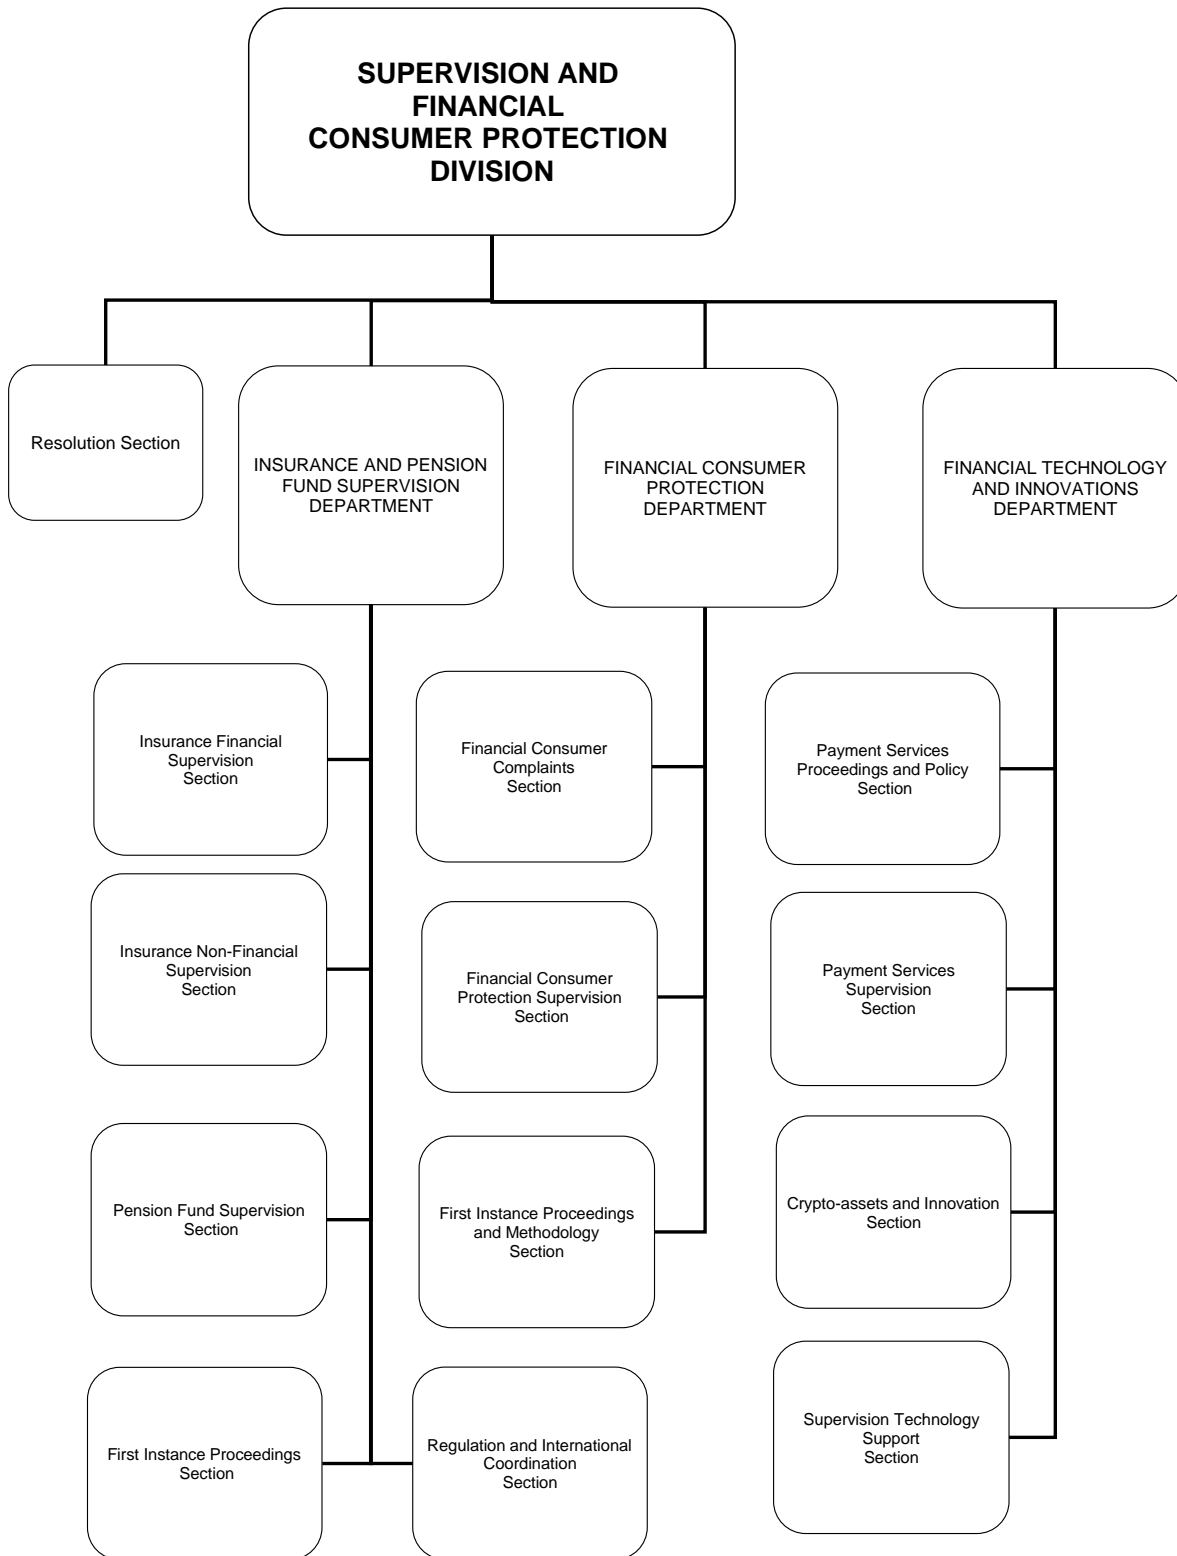 SUPERVISION AND
FINANCIAL
CONSUMER PROTECTION
DIVISION
Resolution Section
INSURANCE AND PENSION
FUND SUPERVISION
DEPARTMENT
FINANCIAL CONSUMER
PROTECTION
DEPARTMENT
FINANCIAL TECHNOLOGY
AND INNOVATIONS
DEPARTMENT
Insurance Financial
Supervision
Section
Financial Consumer
Complaints
Section
Payment Services
Proceedings and Policy
Section
Insurance Non-Financial
Supervision
Section
Financial Consumer
Protection Supervision
Section
Payment Services
Supervision
Section
Pension Fund Supervision
Section
First Instance Proceedings
and Methodology
Section
Crypto-assets and Innovation
Section
First Instance Proceedings
Section
Regulation and International
Coordination
Section
Supervision Technology
Support
Section